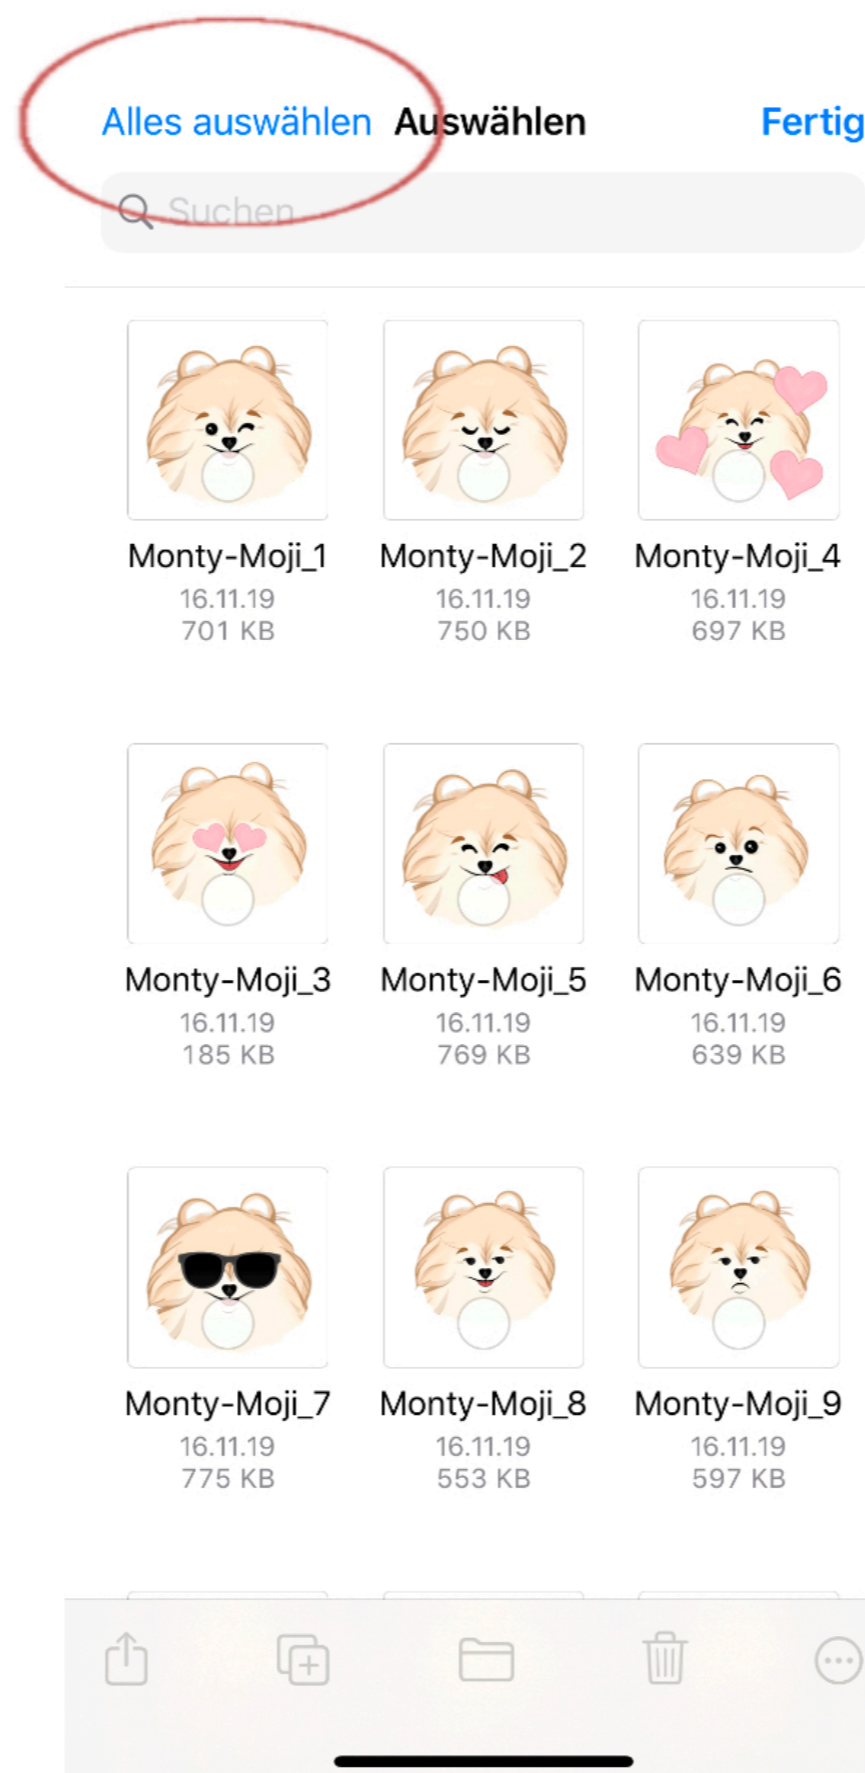 Alles auswählen Auswählen Fertig
Suchen
Monty-Moji_1 Monty-Moji_2 Monty-Moji_4
16.11.19 16.11.19 16.11.19
701 KB 750 KB 697 KB
Monty-Moji_3 Monty-Moji_5 Monty-Moji_6
16.11.19 16.11.19 16.11.19
185 KB 769 KB 639 KB
Monty-Moji_7 Monty-Moji_8 Monty-Moji_9
16.11.19 16.11.19 16.11.19
775 KB 553 KB 597 KB